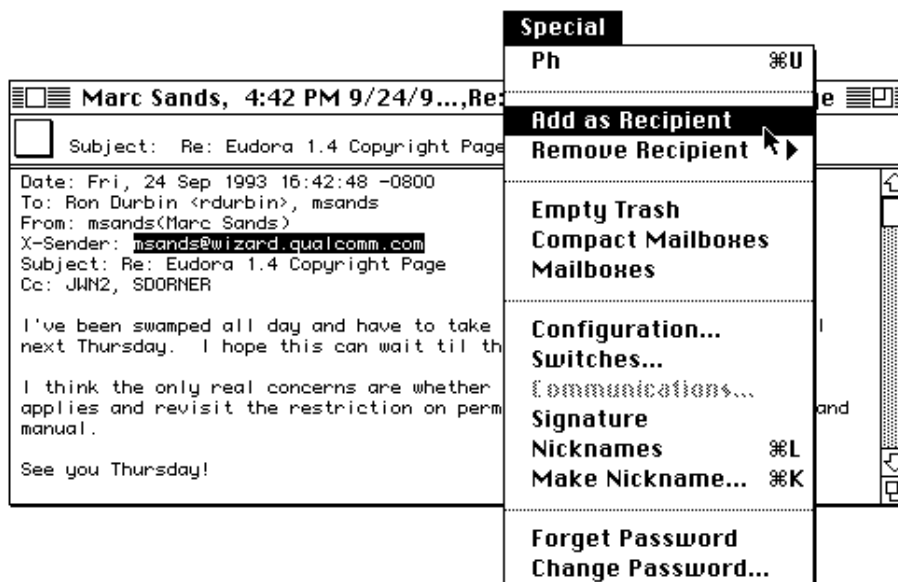 Special
Ph ⌘U
Marc Sands, 4:42 PM 9/24/9...,Re: e
Add as Recipient
Remove Recipient ▶
Subject: Re: Eudora 1.4 Copyright Page
Date: Fri, 24 Sep 1993 16:42:48 -0800
To: Ron Durbin <rdurbin>, msands
From: msands(Marc Sands)
X-Sender: msands@wizard.qualcomm.com
Subject: Re: Eudora 1.4 Copyright Page
Cc: JWN2, SDORNER
I've been swamped all day and have to take
next Thursday. I hope this can wait til th
I think the only real concerns are whether
applies and revisit the restriction on perm and
manual.
See you Thursday!
Empty Trash
Compact Mailboxes
Mailboxes
Configuration...
Switches...
Communications...
Signature
Nicknames ⌘L
Make Nickname... ⌘K
Forget Password
Change Password...